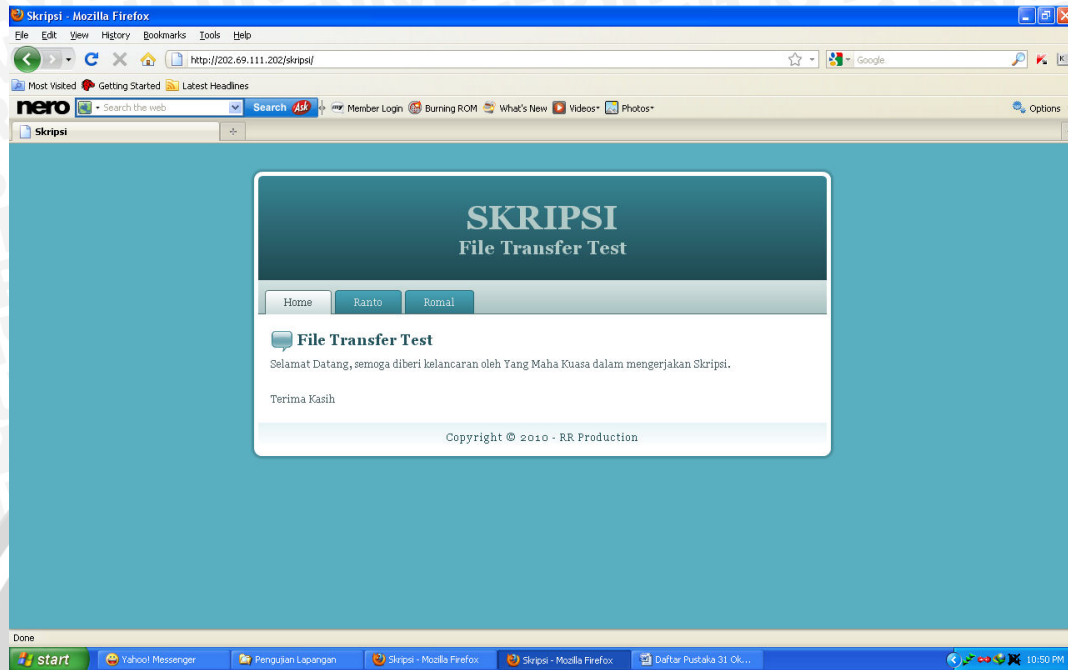 Skripsi - Mozilla Firefox
File Edit View History Bookmarks Tools Help
http://202.69.111.202/skripsi/
Google
Most Visited Getting Started Latest Headlines
nero Search the web Search Ask Member Login Burning ROM What's New Videos Photos Options
Skripsi
SKRIPSI
File Transfer Test
Home Ranto Romal
File Transfer Test
Selamat Datang, semoga diberi kelancaran oleh Yang Maha Kuasa dalam mengerjakan Skripsi.
Terima Kasih
Copyright © 2010 - RR Production
Done
start Yahoo! Messenger Pengujian Lapangan Skripsi - Mozilla Firefox Skripsi - Mozilla Firefox Daftar Pustaka 31 Ok... 10:50 PM